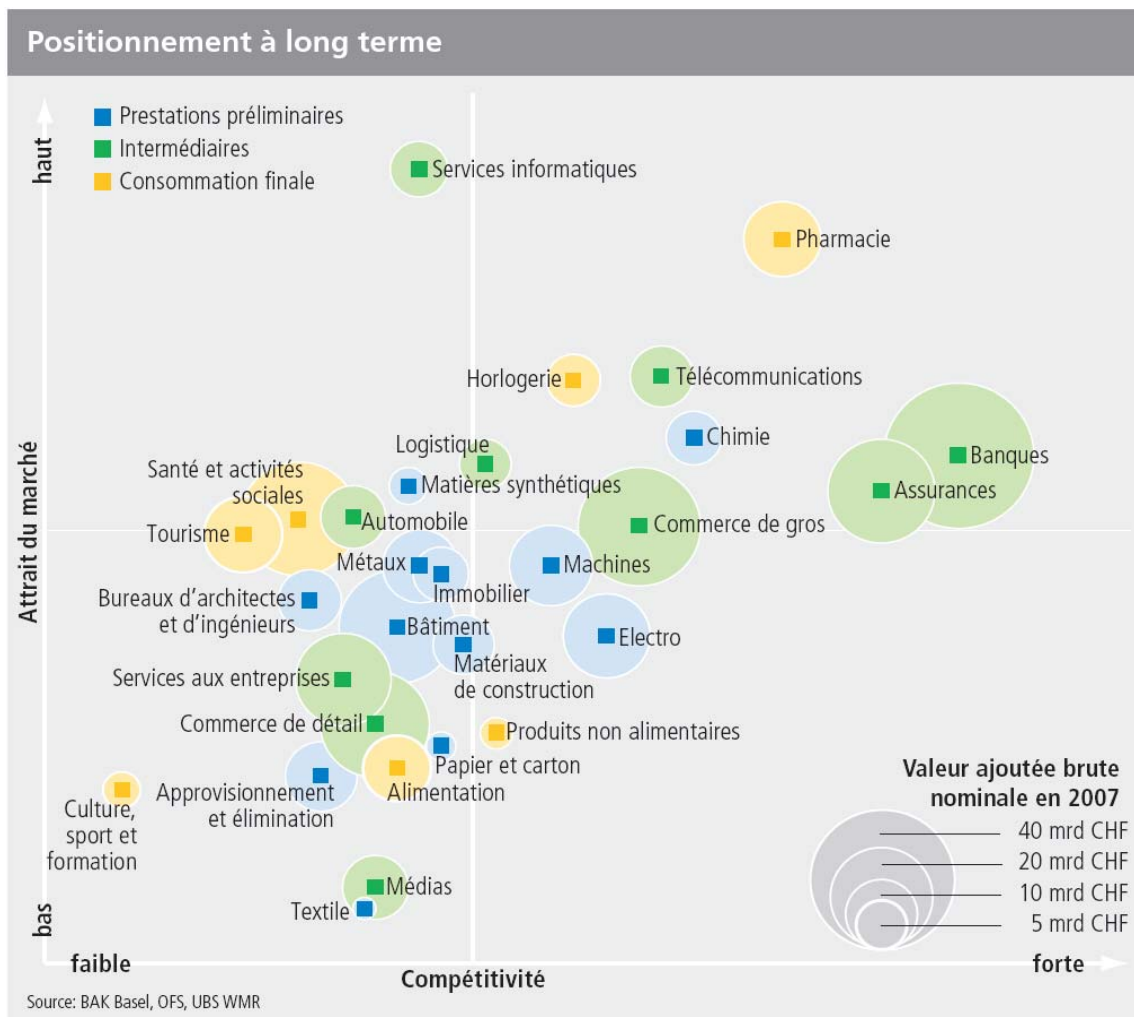 Positionnement à long terme
haut
Prestations préliminaires
Intermédiaires
Consommation finale
Services informatiques
Pharmacie
Horlogerie
Télécommunications
Chimie
Logistique
Banques
Santé et activités
sociales
Matières synthétiques
Assurances
Attrait du marché
Tourisme
Automobile
Commerce de gros
Métaux
Machines
Immobilier
Bureaux d'architectes
et d'ingénieurs
Bâtiment
Electro
Matériaux
de construction
Services aux entreprises
Commerce de détail
Produits non alimentaires
Papier et carton
Alimentation
Approvisionnement
et élimination
Culture,
sport et
formation
Valeur ajoutée brute
nominale en 2007
40 mrd CHF
20 mrd CHF
10 mrd CHF
5 mrd CHF
Médias
Textile
bas
faible
Compétitivité
forte
Source: BAK Basel, OFS, UBS WMR